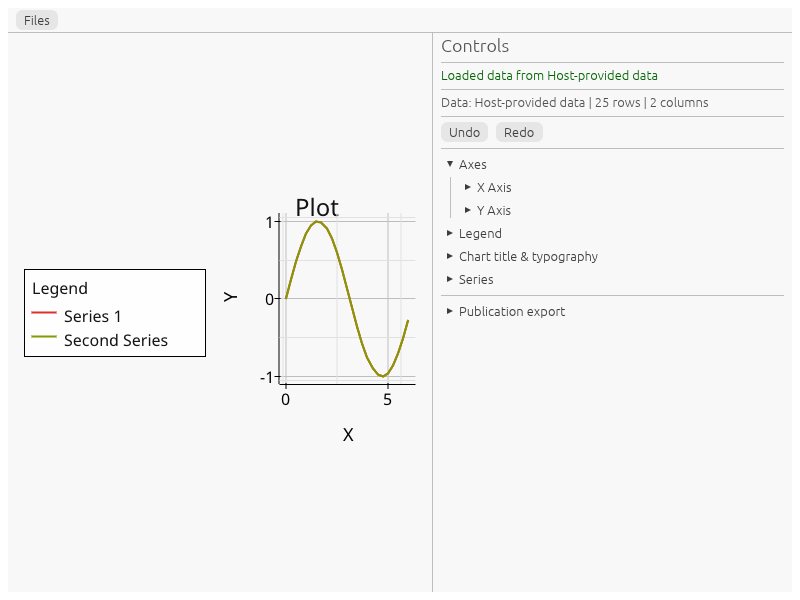 Files
Controls
Loaded data from Host-provided data
Data: Host-provided data | 25 rows | 2 columns
Undo Redo
Axes
X Axis
Y Axis
Legend
Chart title & typography
Series
Publication export
Plot
1
0
-1
Y
0 5
X
Legend
Series 1
Second Series